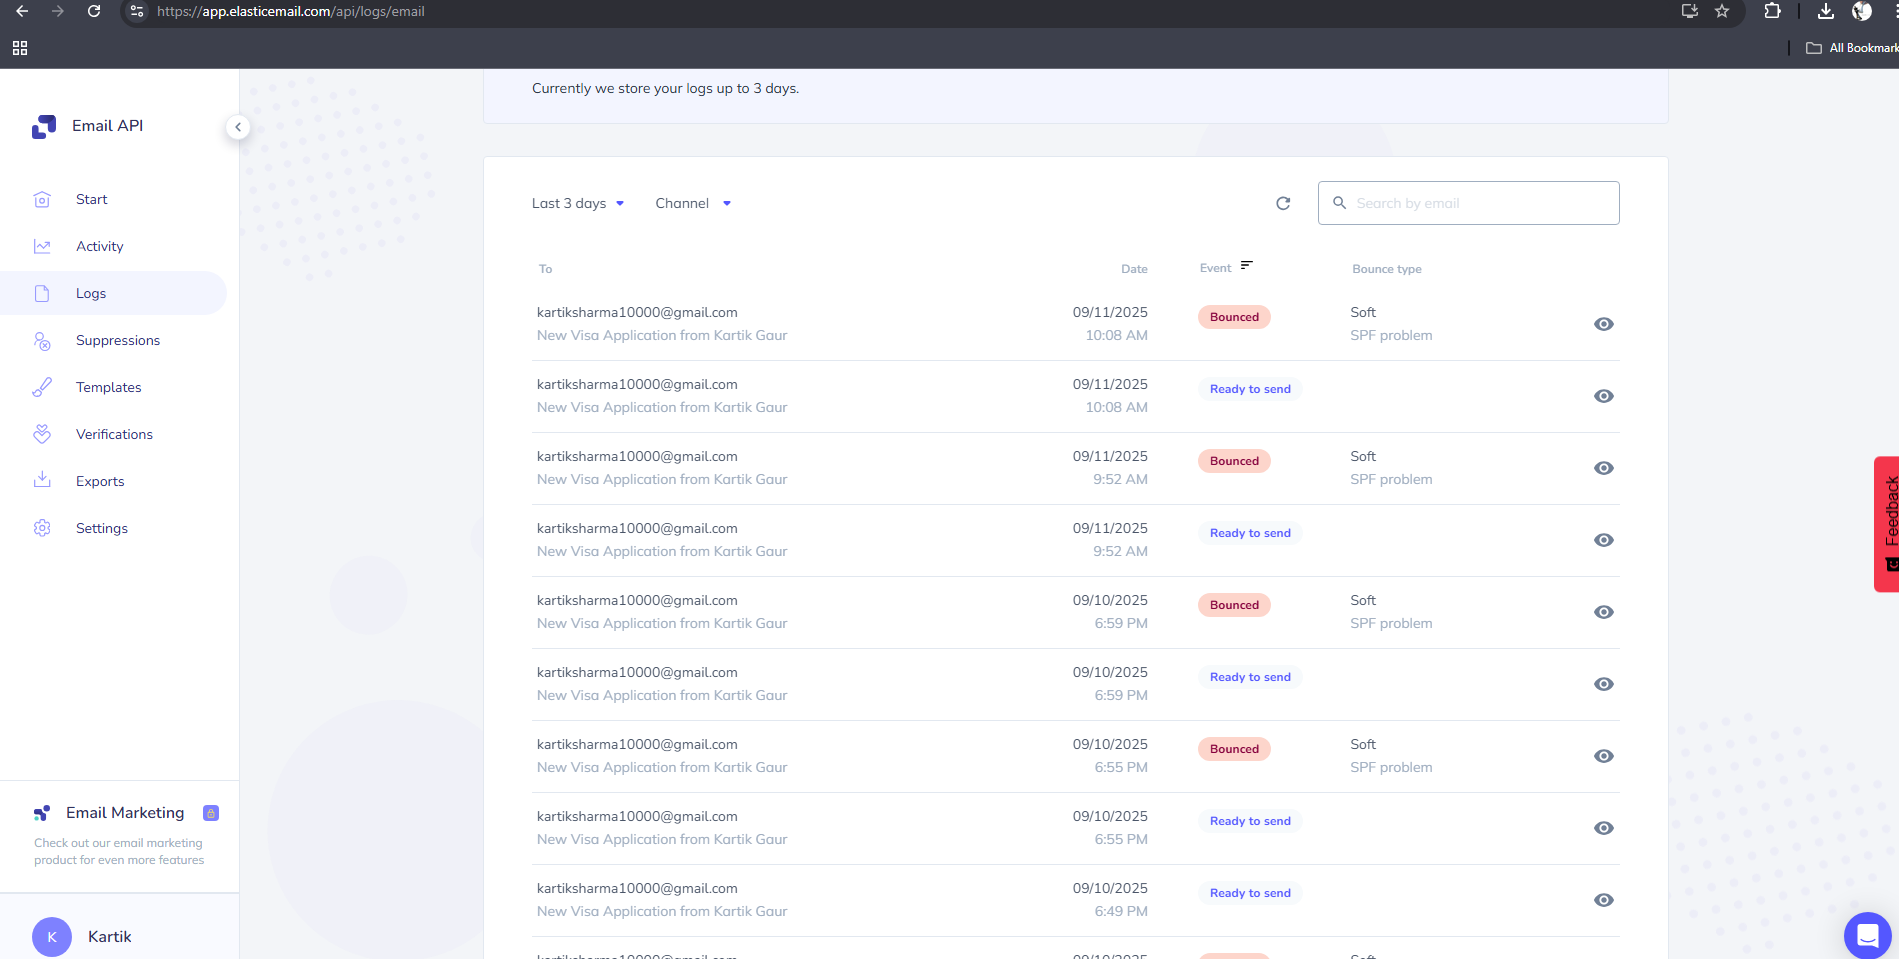 https://app.elasticemail.com/api/logs/email
All Bookmark
Currently we store your logs up to 3 days.
Email API
Start
Activity
Logs
Suppressions
Templates
Verifications
Exports
Settings
Email Marketing
Check out our email marketing
product for even more features
K Kartik
Last 3 days Channel Search by email
To Date Event Bounce type
kartiksharma10000@gmail.com 09/11/2025 Bounced Soft
New Visa Application from Kartik Gaur 10:08 AM SPF problem
kartiksharma10000@gmail.com 09/11/2025 Ready to send
New Visa Application from Kartik Gaur 10:08 AM
kartiksharma10000@gmail.com 09/11/2025 Bounced Soft
New Visa Application from Kartik Gaur 9:52 AM SPF problem
kartiksharma10000@gmail.com 09/11/2025 Ready to send
New Visa Application from Kartik Gaur 9:52 AM
kartiksharma10000@gmail.com 09/10/2025 Bounced Soft
New Visa Application from Kartik Gaur 6:59 PM SPF problem
kartiksharma10000@gmail.com 09/10/2025 Ready to send
New Visa Application from Kartik Gaur 6:59 PM
kartiksharma10000@gmail.com 09/10/2025 Bounced Soft
New Visa Application from Kartik Gaur 6:55 PM SPF problem
kartiksharma10000@gmail.com 09/10/2025 Ready to send
New Visa Application from Kartik Gaur 6:55 PM
kartiksharma10000@gmail.com 09/10/2025 Ready to send
New Visa Application from Kartik Gaur 6:49 PM
Feedback